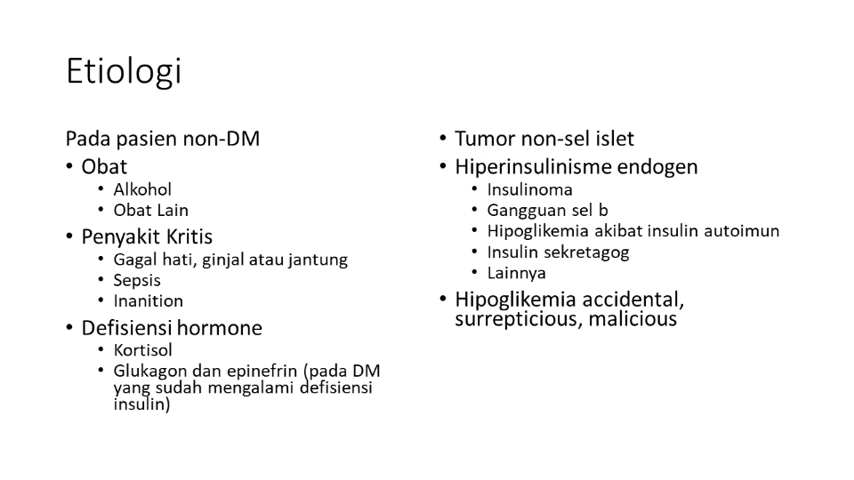 Etiologi
Pada pasien non-DM
• Obat
• Alkohol
• Obat Lain
• Penyakit Kritis
• Gagal hati, ginjal atau jantung
• Sepsis
• Inanition
• Defisiensi hormone
• Kortisol
• Glukagon dan epinefrin (pada DM
yang sudah mengalami defisiensi
insulin)
• Tumor non-sel islet
• Hiperinsulinisme endogen
• Insulinoma
• Gangguan sel b
• Hipoglikemia akibat insulin autoimun
• Insulin sekretagog
• Lainnya
• Hipoglikemia accidental,
surrepticious, malicious